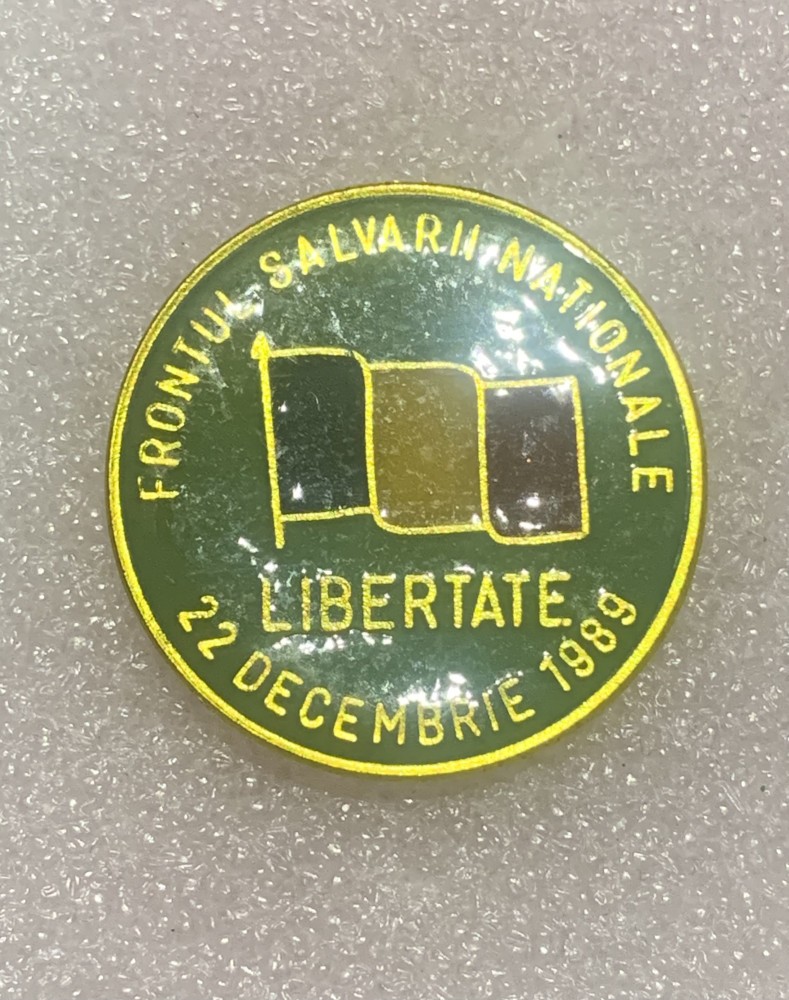 FRONTUL SALVARII NATIONALE
LIBERTATE
22 DECEMBRIE 1989